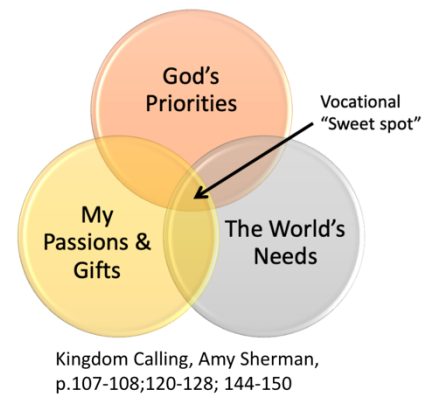 God's
Priorities
Vocational
"Sweet spot"
My
Passions &
Gifts
The World's
Needs
Kingdom Calling, Amy Sherman,
p.107-108;120-128; 144-150